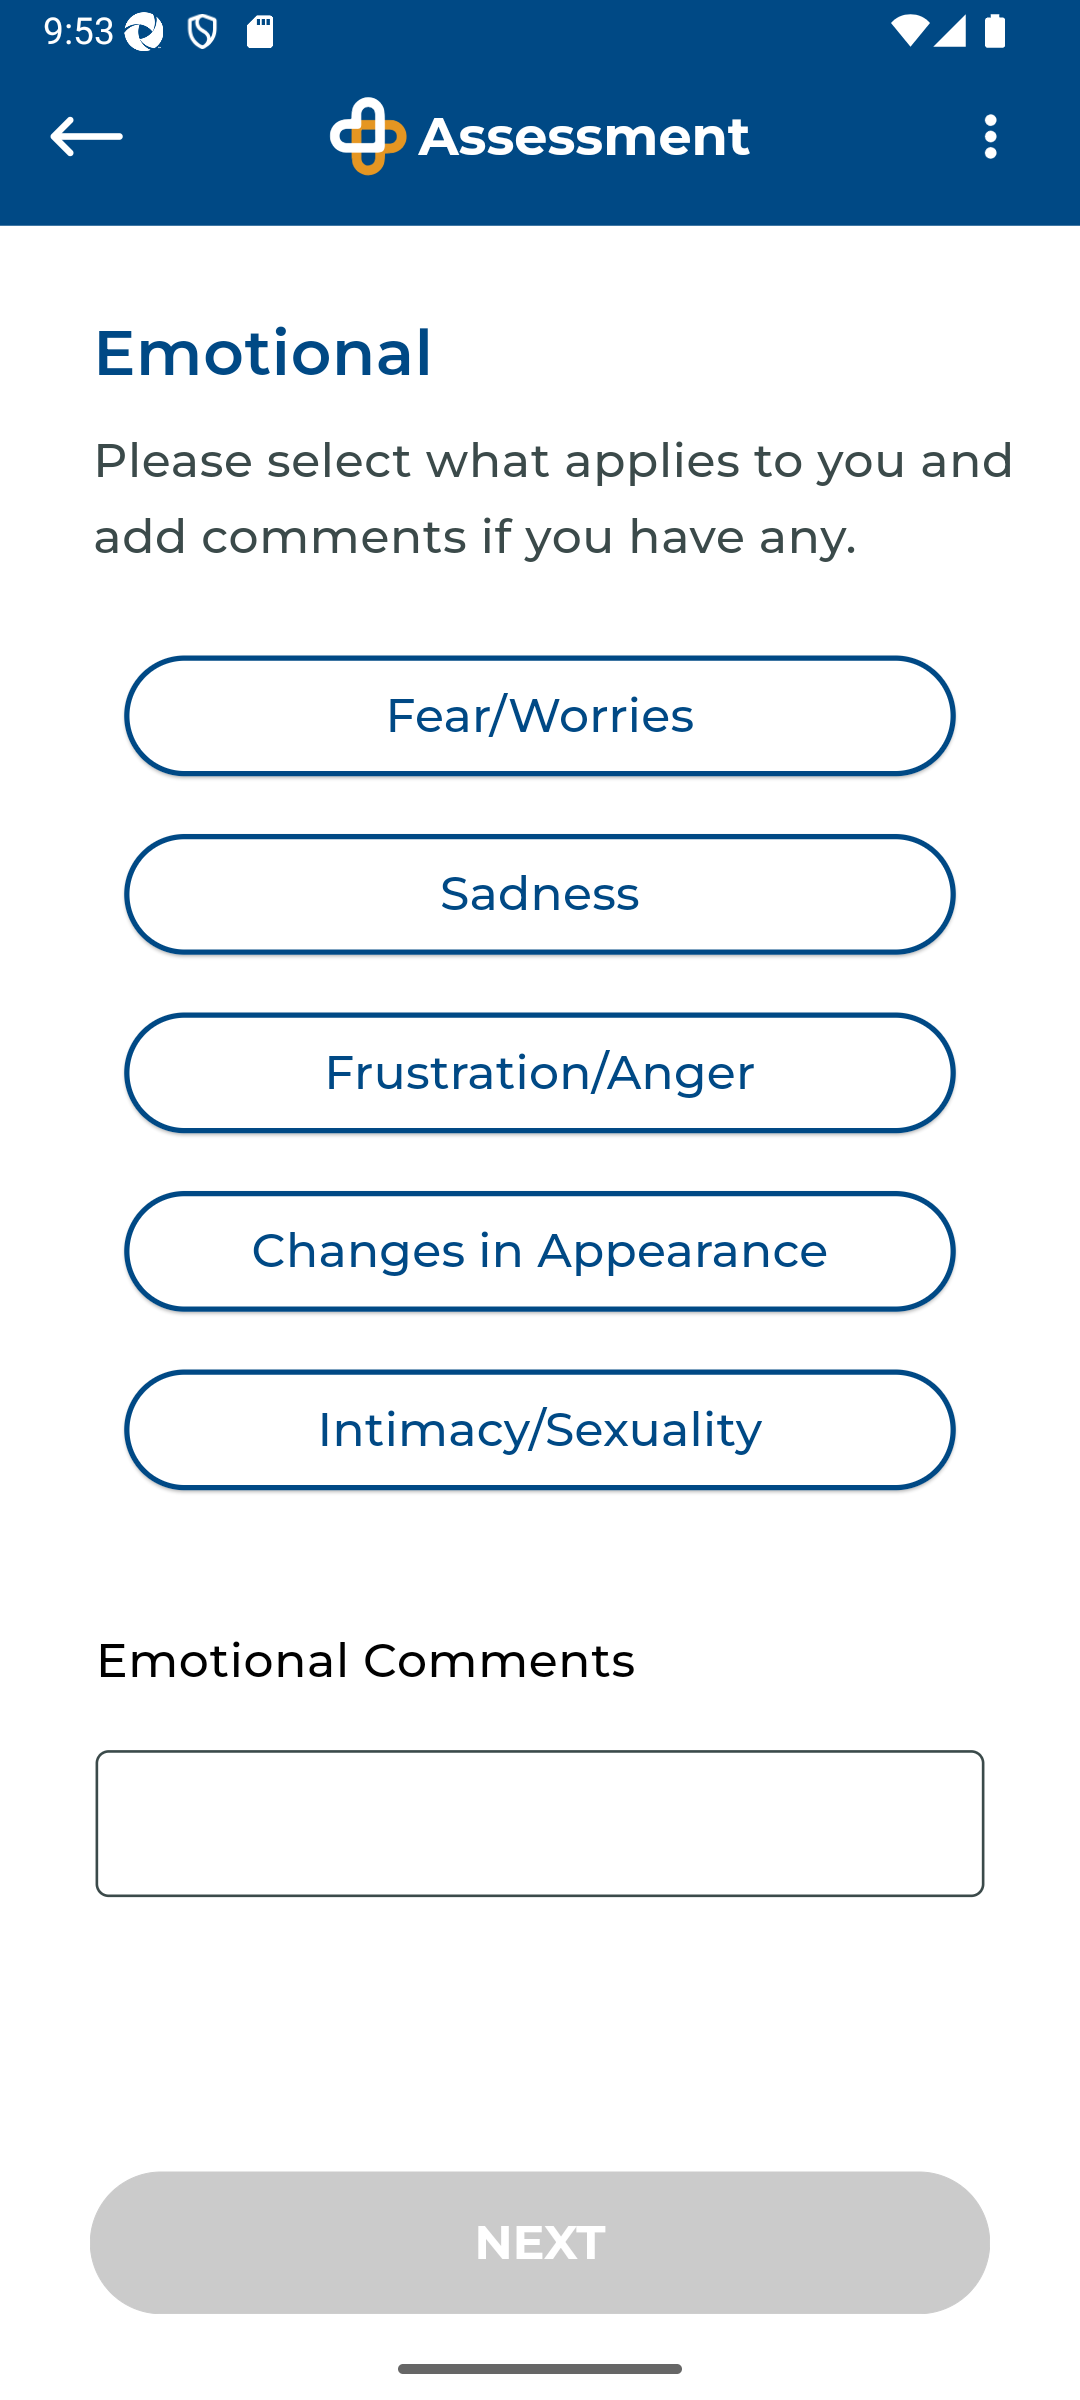 9:53
Assessment
Emotional
Please select what applies to you and
add comments if you have any.
Fear/Worries
Sadness
Frustration/Anger
Changes in Appearance
Intimacy/Sexuality
Emotional Comments
NEXT